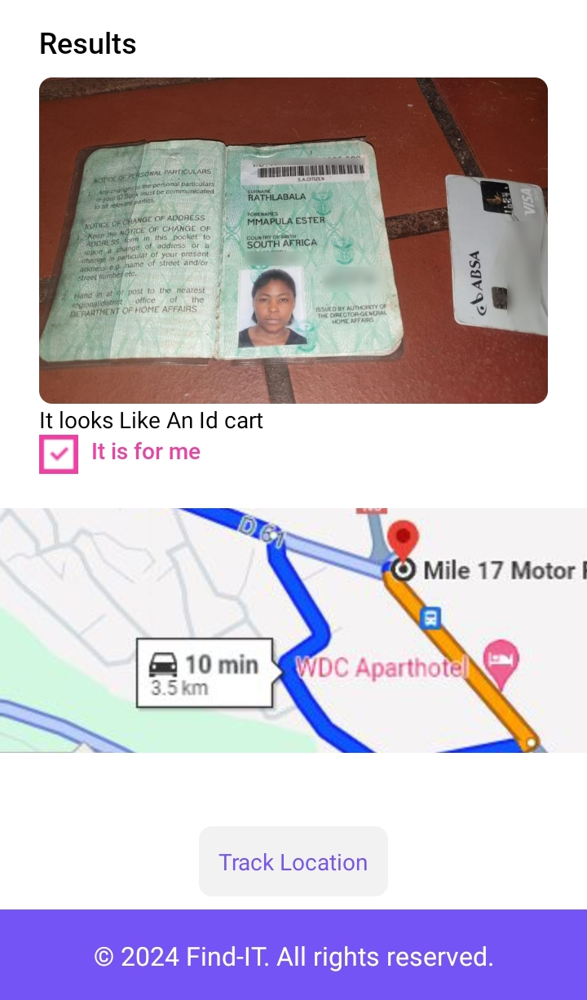 Results
NOTICE OF PERSONAL PARTICULARS
1. Any changes to the personal particulars
in your ID Book must be communicated
to all relevant parties.
NOTICE OF CHANGE OF ADDRESS
1. Keep the NOTICE OF CHANGE OF
ADDRESS form in this pocket to
report a change of address or a
change in particular of your present
address e.g. name of street and/or
street number etc.
2. Hand in at or post to the nearest
regional/district office of the
DEPARTMENT OF HOME AFFAIRS
S.A.CITIZEN
SURNAME
RATHLABALA
FORENAMES
MMAPULA ESTER
COUNTRY OF BIRTH
SOUTH AFRICA
ISSUED BY AUTHORITY OF
THE DIRECTOR-GENERAL
HOME AFFAIRS
VISA
ABSA
It looks Like An Id cart
It is for me
D 61
Mile 17 Motor
10 min
3.5 km
WDC Aparthotel
Track Location
© 2024 Find-IT. All rights reserved.